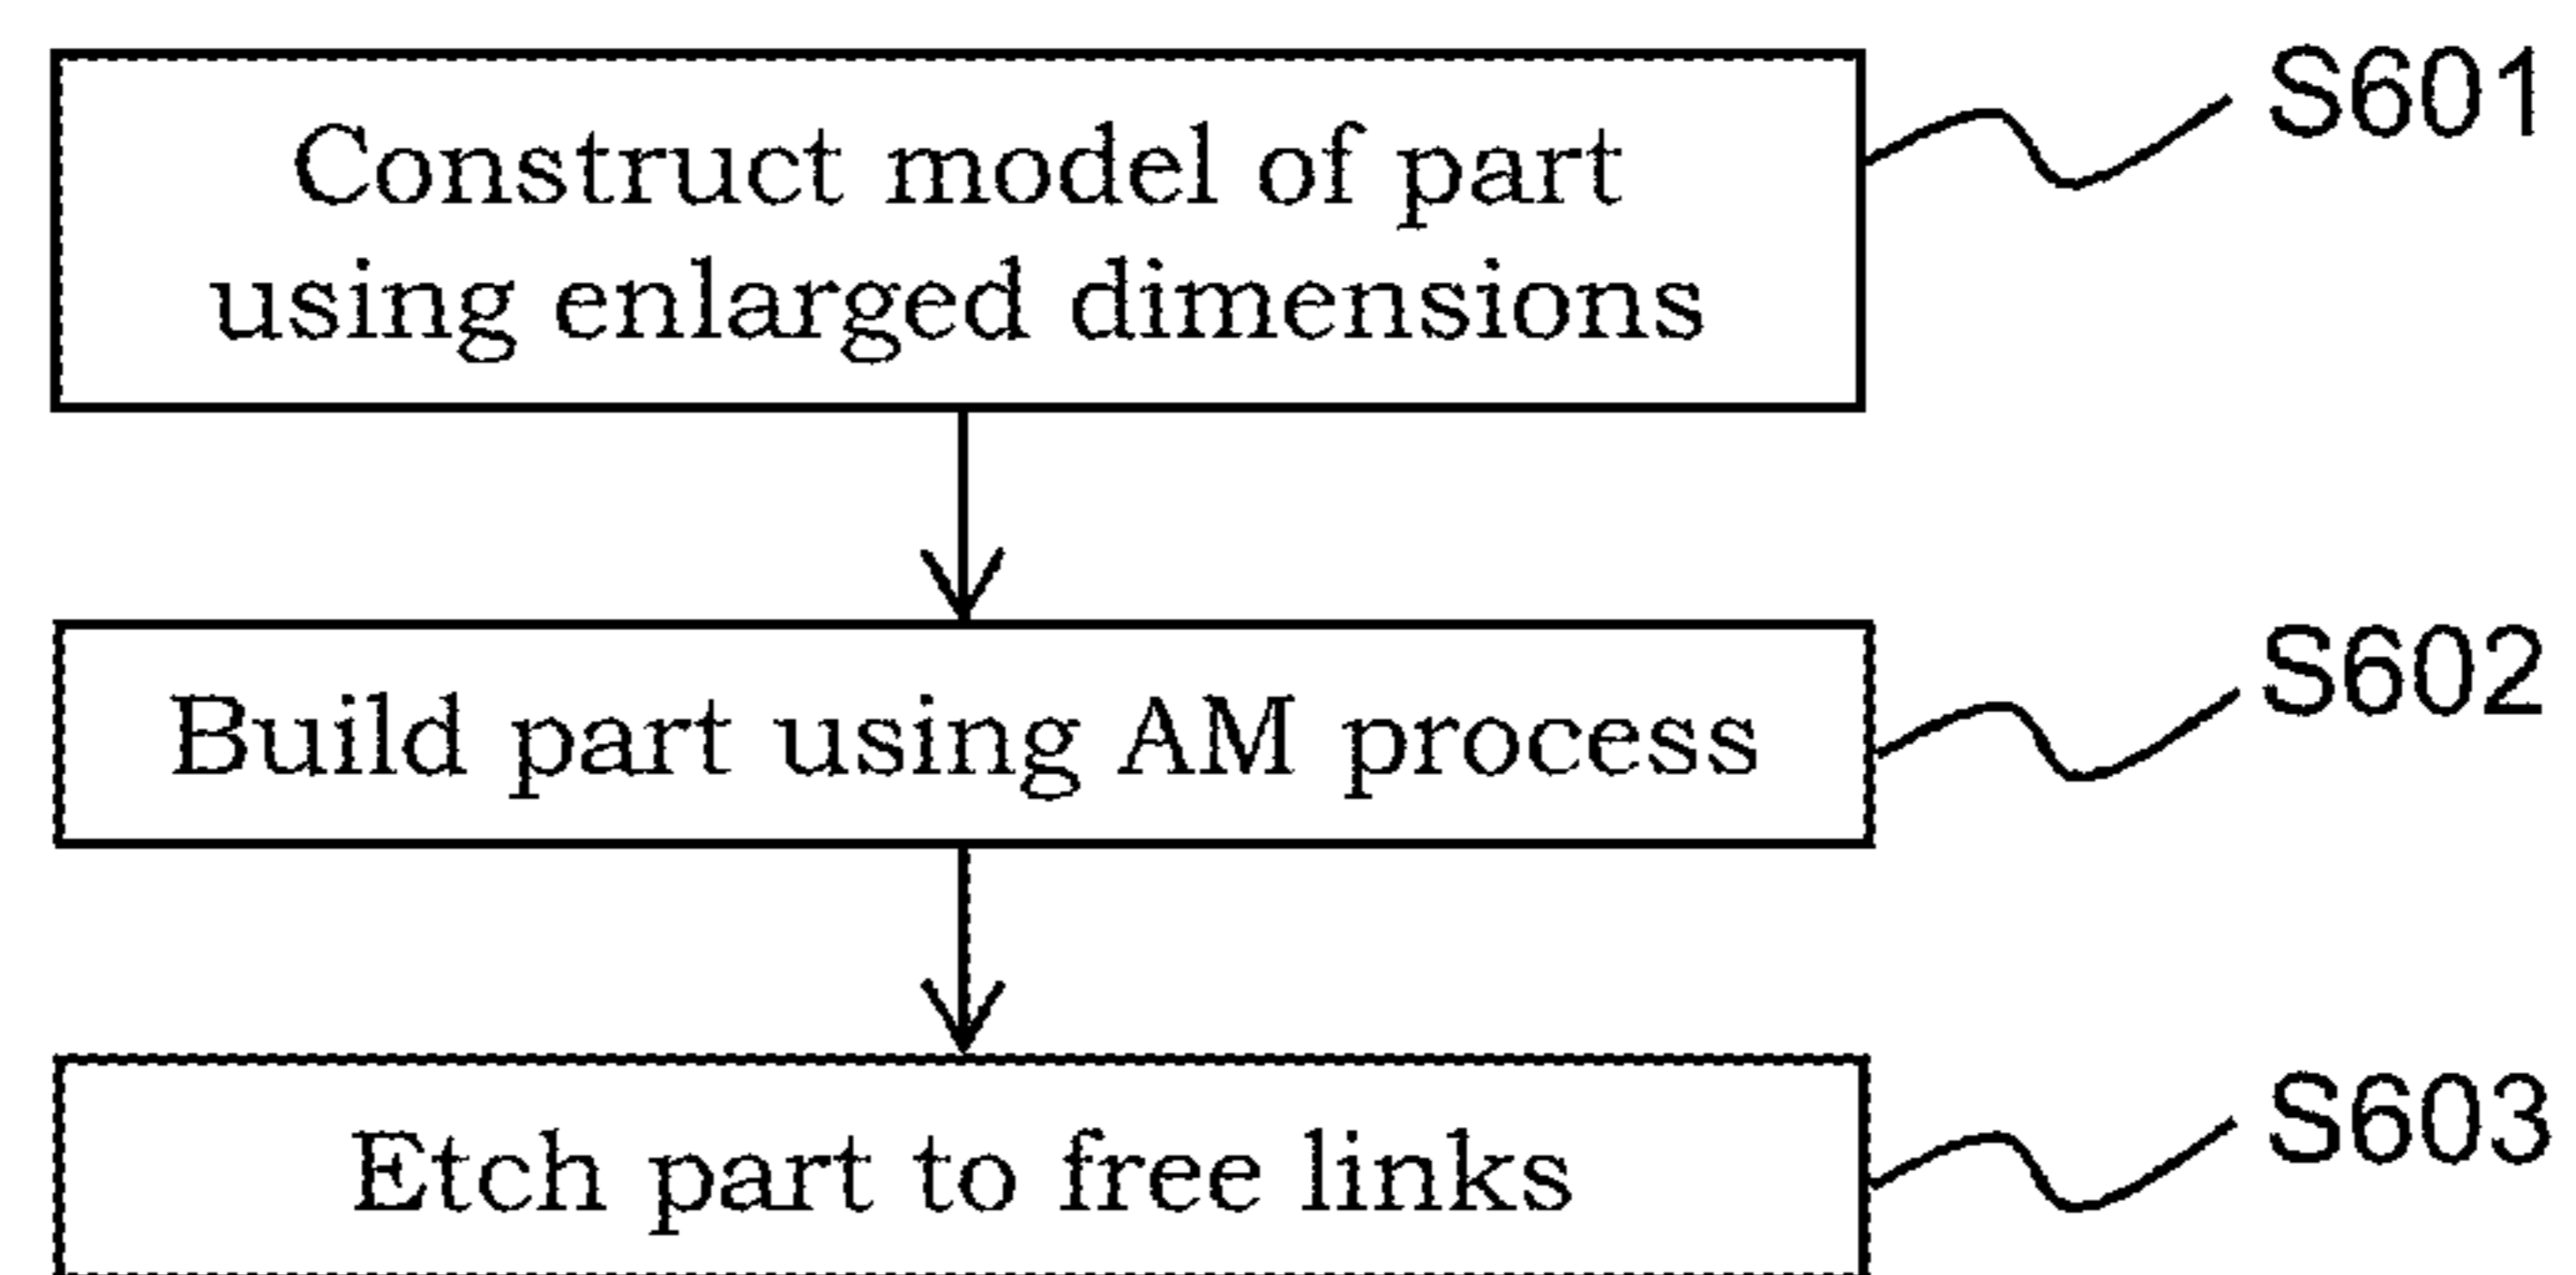 Construct model of part
using enlarged dimensions
S601
Build part using AM process
S602
Etch part to free links
S603